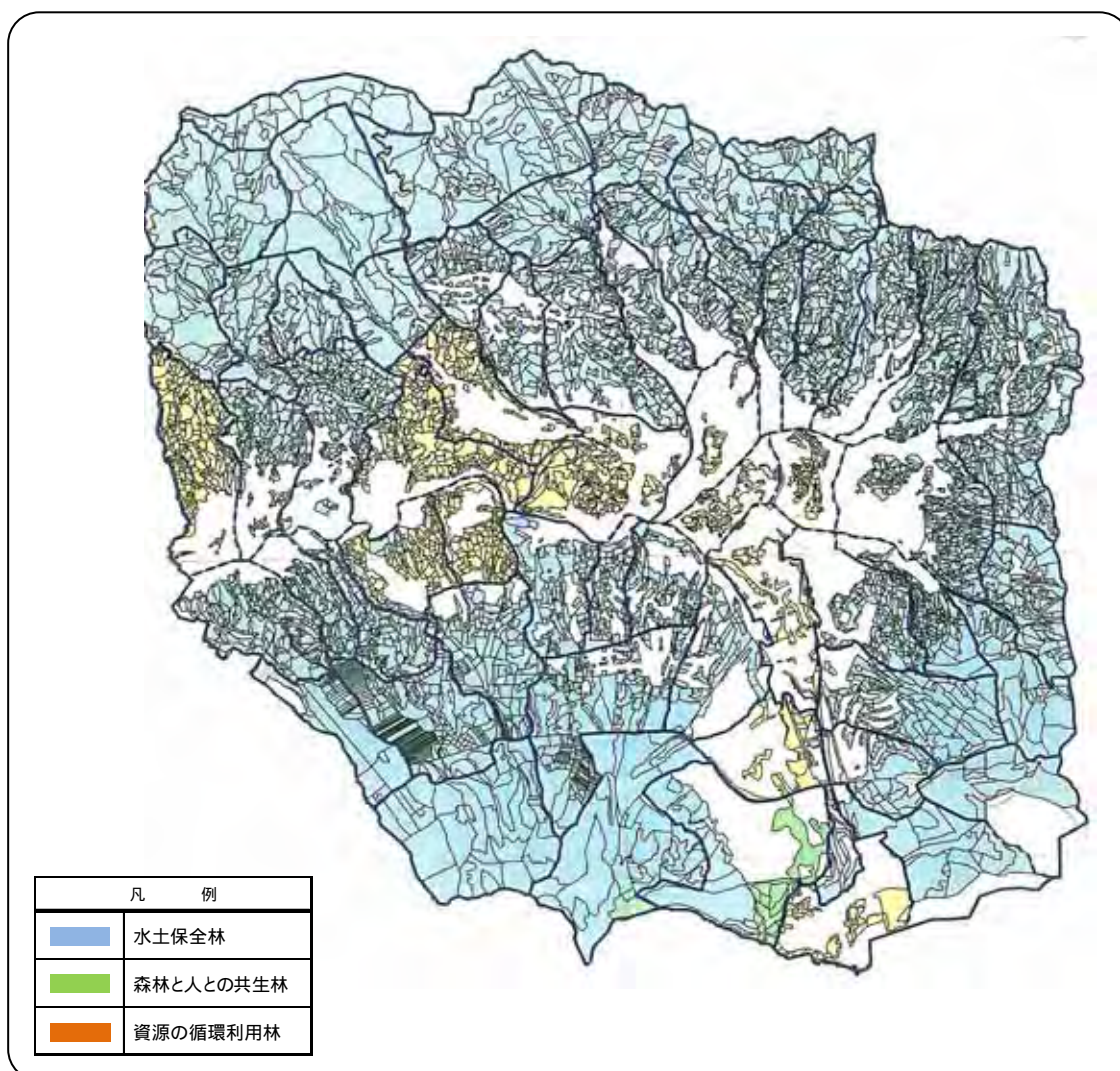 凡 例
水土保全林
森林と人との共生林
資源の循環利用林